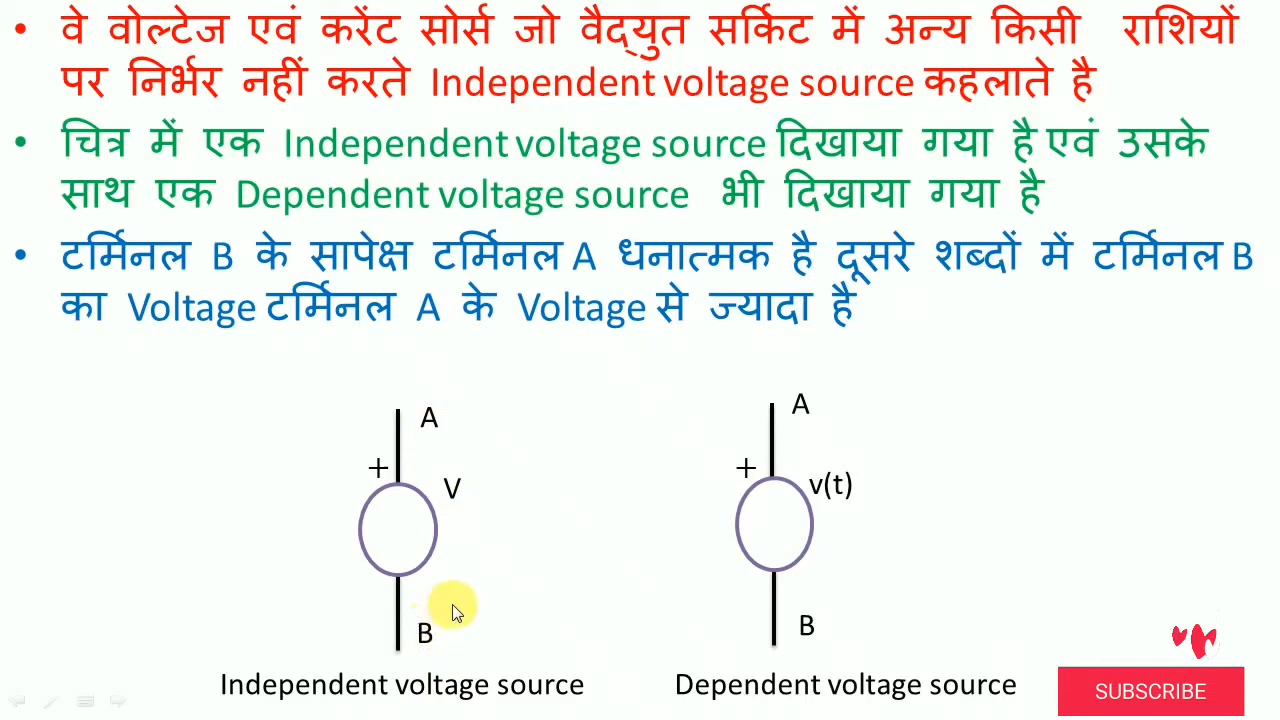 • वे वोल्टेज एवं करेंट सोर्स जो वैद्युत सर्किट में अन्य किसी राशियों
पर निर्भर नहीं करते Independent voltage source कहलाते है
• चित्र में एक Independent voltage source दिखाया गया है एवं उसके
साथ एक Dependent voltage source भी दिखाया गया है
• टर्मिनल B के सापेक्ष टर्मिनल A धनात्मक है दूसरे शब्दों में टर्मिनल B
का Voltage टर्मिनल A के Voltage से ज्यादा है
A
+
V
B
Independent voltage source
A
+
v(t)
B
Dependent voltage source
SUBSCRIBE